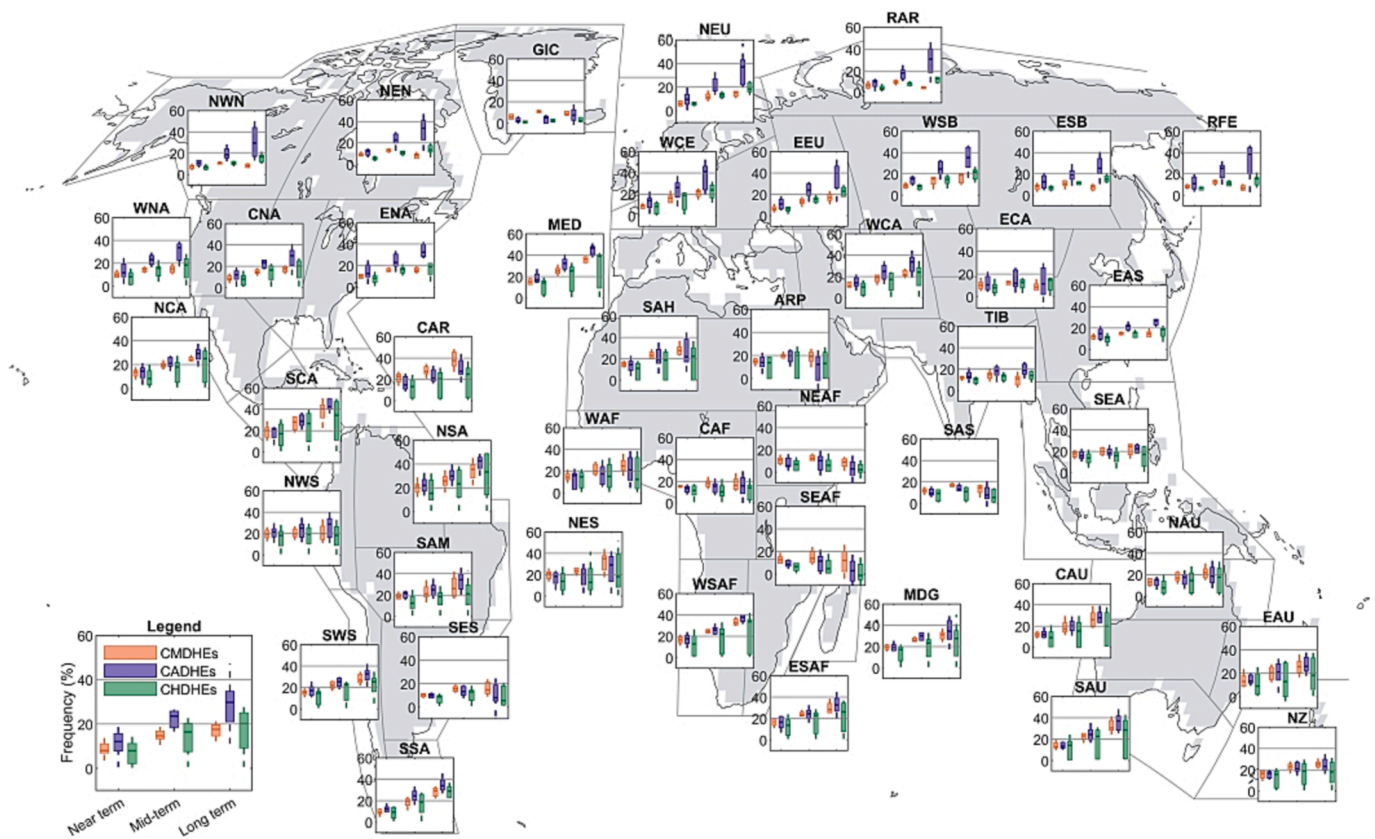 NEU
RAR
GIC
NWN
NEN
WSB
ESB
RFE
WCE
EEU
WNA
CNA
ENA
MED
WCA
ECA
EAS
NCA
CAR
SAH
ARP
TIB
SCA
NEAF
SEA
WAF
CAF
SAS
NSA
NWS
SEAF
NAU
NES
SAM
WSAF
MDG
CAU
EAU
SWS
SES
ESAF
SAU
NZ
SSA
Legend
Frequency (%)
60
40
20
0
CMDHEs
CADHEs
CHDHEs
Near term
Mid-term
Long term